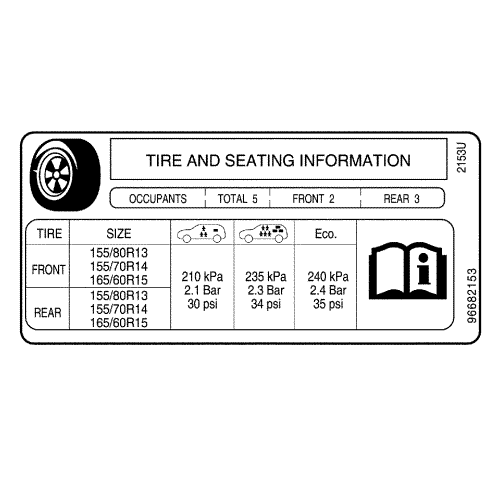 TIRE AND SEATING INFORMATION
2153U
OCCUPANTS TOTAL 5 FRONT 2 REAR 3
TIRE SIZE Eco.
FRONT
155/80R13
155/70R14
165/60R15
REAR
155/80R13
155/70R14
165/60R15
210 kPa
2.1 Bar
30 psi
235 kPa
2.3 Bar
34 psi
240 kPa
2.4 Bar
35 psi
i
96682153